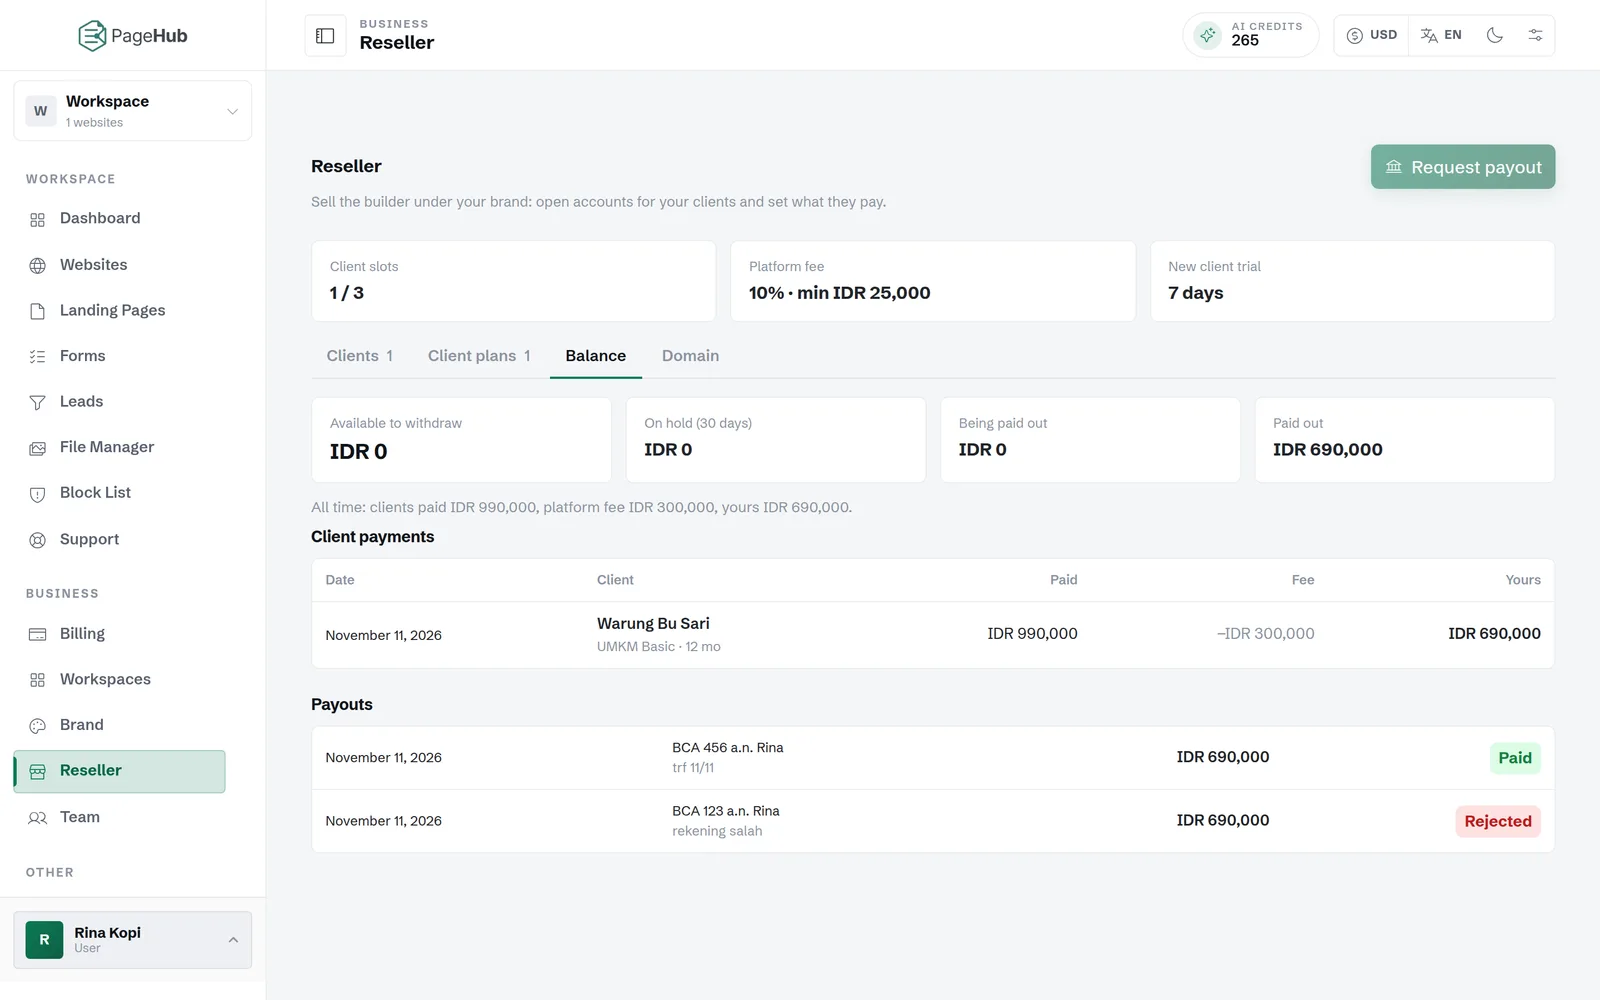 PageHub
BUSINESS
Reseller
AI CREDITS
265
USD
EN
W
Workspace
1 websites
WORKSPACE
Dashboard
Websites
Landing Pages
Forms
Leads
File Manager
Block List
Support
BUSINESS
Billing
Workspaces
Brand
Reseller
Team
OTHER
R
Rina Kopi
User
Reseller
Request payout
Sell the builder under your brand: open accounts for your clients and set what they pay.
Client slots
1 / 3
Platform fee
10% · min IDR 25,000
New client trial
7 days
Clients 1
Client plans 1
Balance
Domain
Available to withdraw
IDR 0
On hold (30 days)
IDR 0
Being paid out
IDR 0
Paid out
IDR 690,000
All time: clients paid IDR 990,000, platform fee IDR 300,000, yours IDR 690,000.
Client payments
Date Client Paid Fee Yours
November 11, 2026 Warung Bu Sari IDR 990,000 −IDR 300,000 IDR 690,000
UMKM Basic · 12 mo
Payouts
November 11, 2026 BCA 456 a.n. Rina IDR 690,000 Paid
trf 11/11
November 11, 2026 BCA 123 a.n. Rina IDR 690,000 Rejected
rekening salah